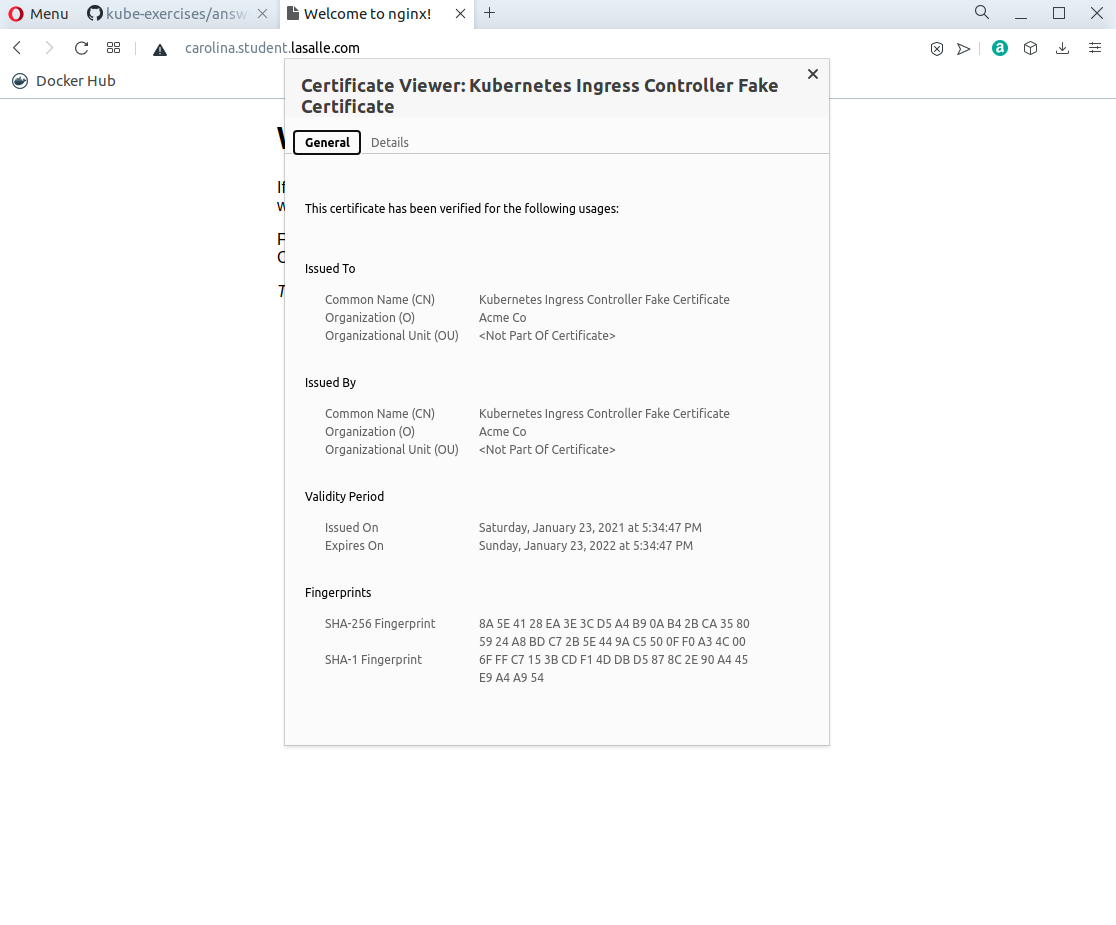 Menu
kube-exercises/answ
Welcome to nginx!
carolina.student.lasalle.com
Docker Hub
Certificate Viewer: Kubernetes Ingress Controller Fake
Certificate
General Details
This certificate has been verified for the following usages:
Issued To
Common Name (CN) Kubernetes Ingress Controller Fake Certificate
Organization (O) Acme Co
Organizational Unit (OU) <Not Part Of Certificate>
Issued By
Common Name (CN) Kubernetes Ingress Controller Fake Certificate
Organization (O) Acme Co
Organizational Unit (OU) <Not Part Of Certificate>
Validity Period
Issued On Saturday, January 23, 2021 at 5:34:47 PM
Expires On Sunday, January 23, 2022 at 5:34:47 PM
Fingerprints
SHA-256 Fingerprint 8A 5E 41 28 EA 3E 3C D5 A4 B9 0A B4 2B CA 35 80
59 24 A8 BD C7 2B 5E 44 9A C5 50 0F F0 A3 4C 00
SHA-1 Fingerprint 6F FF C7 15 3B CD F1 4D DB D5 87 8C 2E 90 A4 45
E9 A4 A9 54